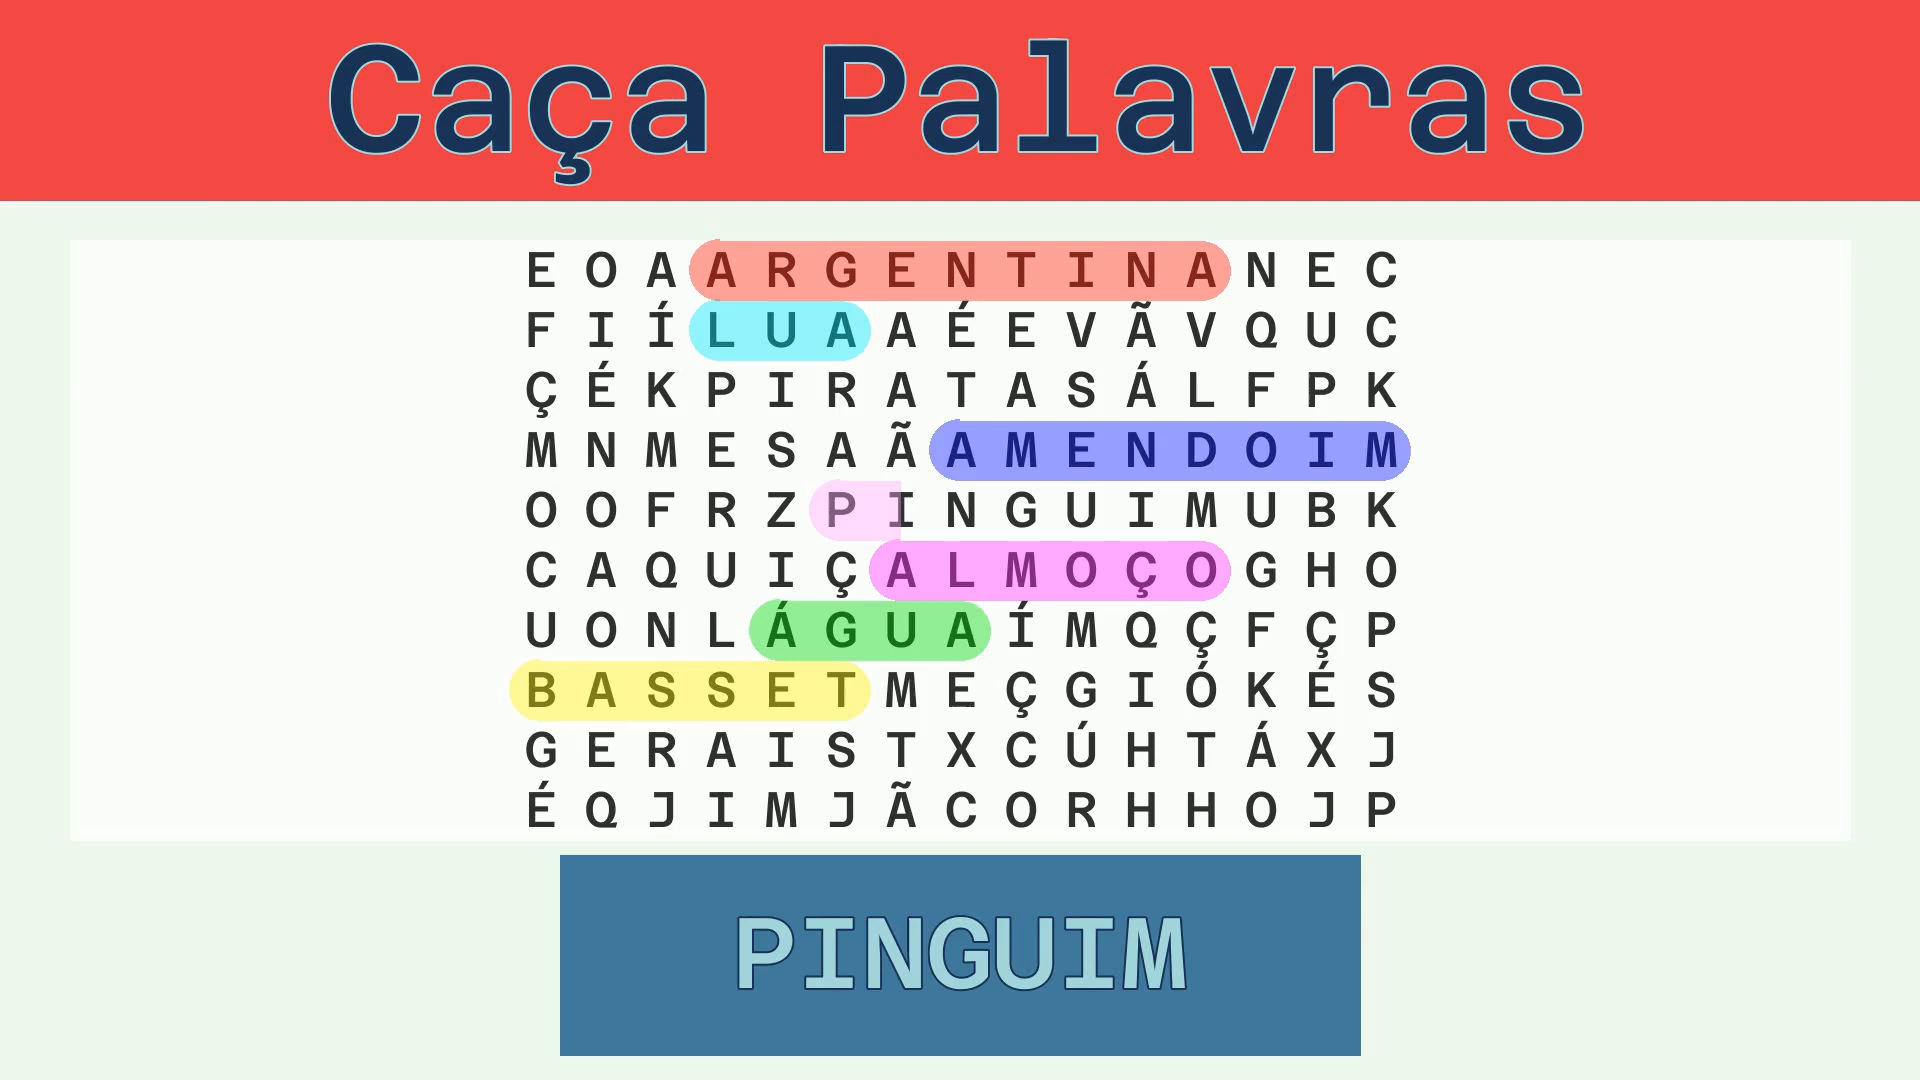 Caça Palavras
E O A A R G E N T I N A N E C
F I Í L U A A É E V Ã V Q U C
Ç É K P I R A T A S Á L F P K
M N M E S A Ã A M E N D O I M
O O F R Z P I N G U I M U B K
C A Q U I Ç A L M O Ç O G H O
U O N L Á G U A Í M Q Ç F Ç P
B A S S E T M E Ç G I Ó K É S
G E R A I S T X C Ú H T Á X J
É Q J I M J Ã C O R H H O J P
PINGUIM